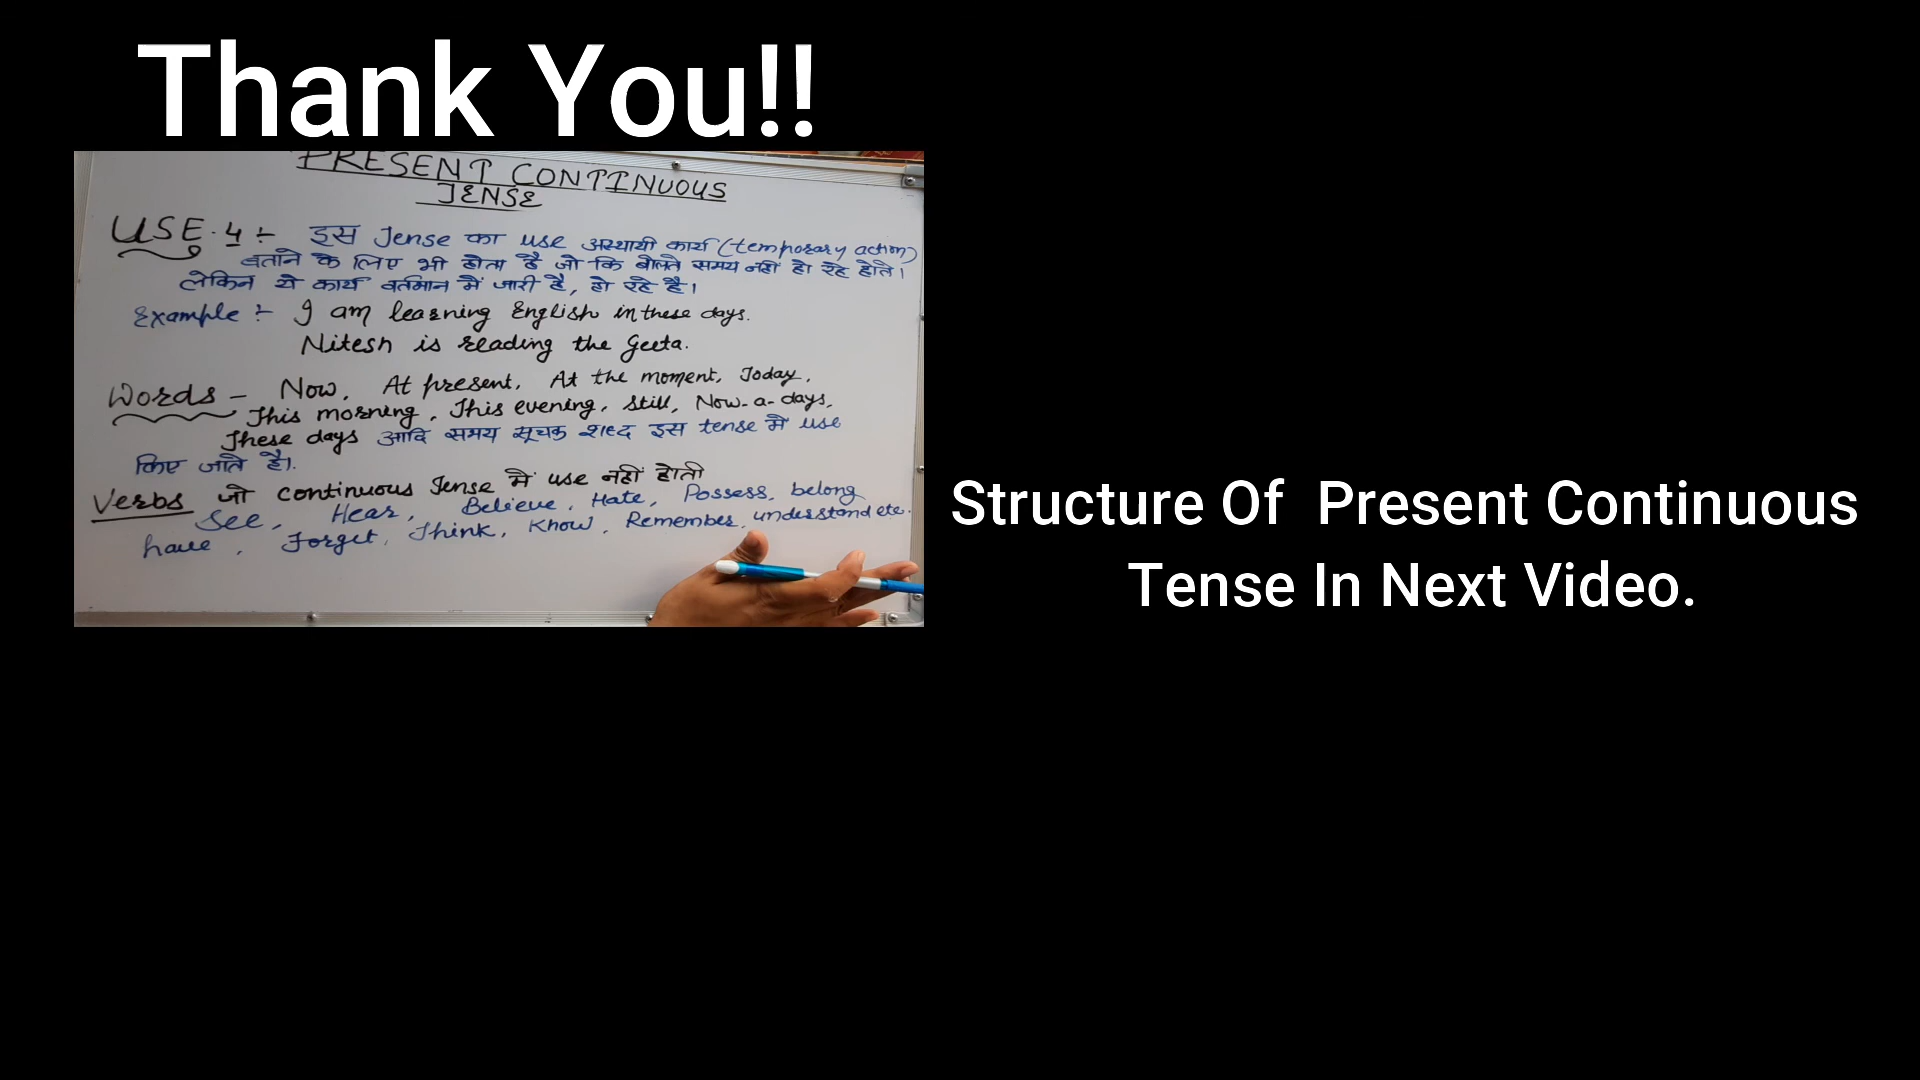 Thank You!!
PRESENT CONTINUOUS
TENSE
USE.4 :- इस Tense का use अस्थायी कार्य (temporary action)
बताने के लिए भी होता है जो कि बोलते समय नहीं हो रहे होते।
लेकिन ये कार्य वर्तमान में जारी है, हो रहे है।
Example :- I am learning English in these days.
Nitesh is reading the Geeta.
Words - Now, At present, At the moment, Today,
This morning, This evening, still, Now-a-days,
These days आदि समय सूचक शब्द इस tense मे use
किए जाते है।
Verbs जो continuous Tense में use नहीं होती
See, Hear, Believe, Hate, Possess, belong
have, Forget, Think, Know, Remember, understand etc.
Structure Of Present Continuous
Tense In Next Video.